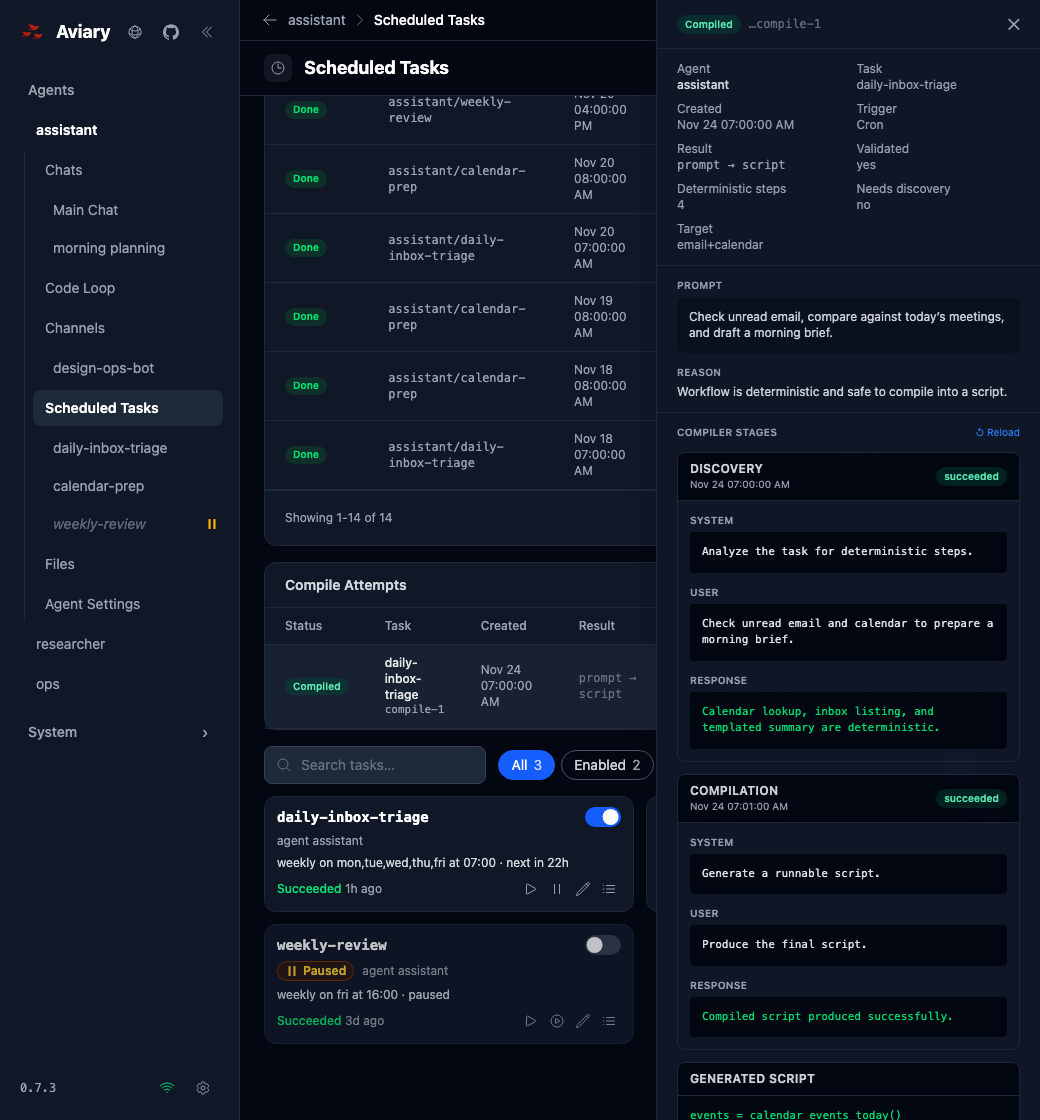 Aviary
Agents
assistant
Chats
Main Chat
morning planning
Code Loop
Channels
design-ops-bot
Scheduled Tasks
daily-inbox-triage
calendar-prep
weekly-review
Files
Agent Settings
researcher
ops
System
0.7.3
assistant
Scheduled Tasks
Scheduled Tasks
Done
assistant/weekly-
review
04:00:00
PM
Done
assistant/calendar-
prep
Nov 20
08:00:00
AM
Done
assistant/daily-
inbox-triage
Nov 20
07:00:00
AM
Done
assistant/calendar-
prep
Nov 19
08:00:00
AM
Done
assistant/calendar-
prep
Nov 18
08:00:00
AM
Done
assistant/daily-
inbox-triage
Nov 18
07:00:00
AM
Showing 1-14 of 14
Compile Attempts
Status Task Created Result
Compiled
daily-
inbox-
triage
compile-1
Nov 24
07:00:00
AM
prompt →
script
Search tasks...
All 3
Enabled 2
daily-inbox-triage
agent assistant
weekly on mon,tue,wed,thu,fri at 07:00 · next in 22h
Succeeded 1h ago
weekly-review
Paused agent assistant
weekly on fri at 16:00 · paused
Succeeded 3d ago
Compiled …compile-1
Agent
assistant
Task
daily-inbox-triage
Created
Nov 24 07:00:00 AM
Trigger
Cron
Result
prompt → script
Validated
yes
Deterministic steps
4
Needs discovery
no
Target
email+calendar
PROMPT
Check unread email, compare against today's meetings,
and draft a morning brief.
REASON
Workflow is deterministic and safe to compile into a script.
COMPILER STAGES
Reload
DISCOVERY
Nov 24 07:00:00 AM
succeeded
SYSTEM
Analyze the task for deterministic steps.
USER
Check unread email and calendar to prepare a
morning brief.
RESPONSE
Calendar lookup, inbox listing, and
templated summary are deterministic.
COMPILATION
Nov 24 07:01:00 AM
succeeded
SYSTEM
Generate a runnable script.
USER
Produce the final script.
RESPONSE
Compiled script produced successfully.
GENERATED SCRIPT
events = calendar_events_today()